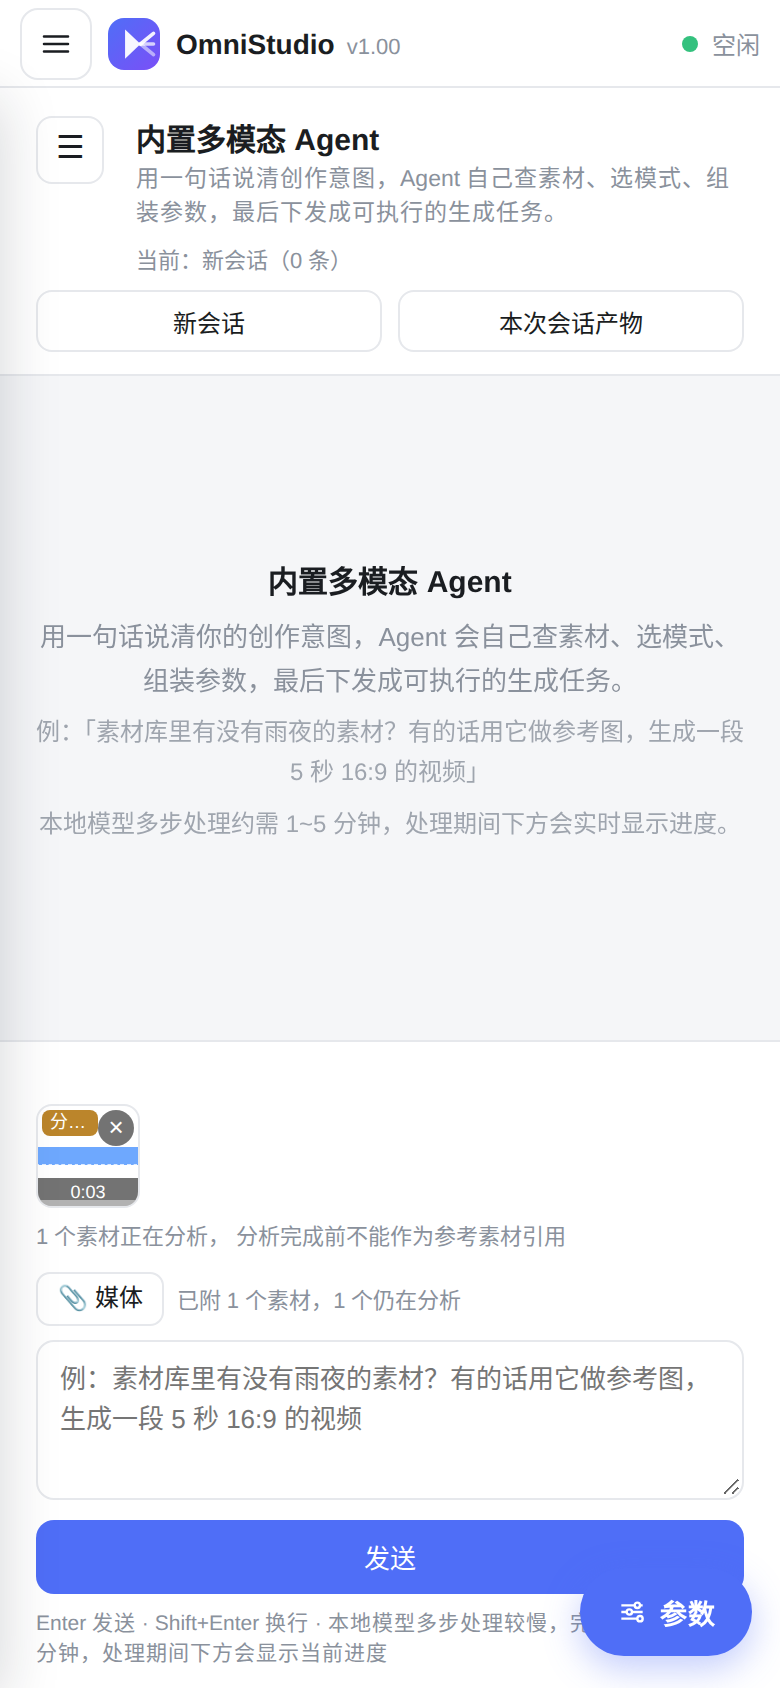 OmniStudio v1.00
空闲
内置多模态 Agent
用一句话说清创作意图，Agent 自己查素材、选模式、组
装参数，最后下发成可执行的生成任务。
当前：新会话（0 条）
新会话
本次会话产物
内置多模态 Agent
用一句话说清你的创作意图，Agent 会自己查素材、选模式、
组装参数，最后下发成可执行的生成任务。
例：「素材库里有没有雨夜的素材？有的话用它做参考图，生成一段
5 秒 16:9 的视频」
本地模型多步处理约需 1~5 分钟，处理期间下方会实时显示进度。
分...
0:03
1 个素材正在分析， 分析完成前不能作为参考素材引用
媒体
已附 1 个素材，1 个仍在分析
例：素材库里有没有雨夜的素材？有的话用它做参考图，
生成一段 5 秒 16:9 的视频
发送
参数
Enter 发送 · Shift+Enter 换行 · 本地模型多步处理较慢，
分钟，处理期间下方会显示当前进度